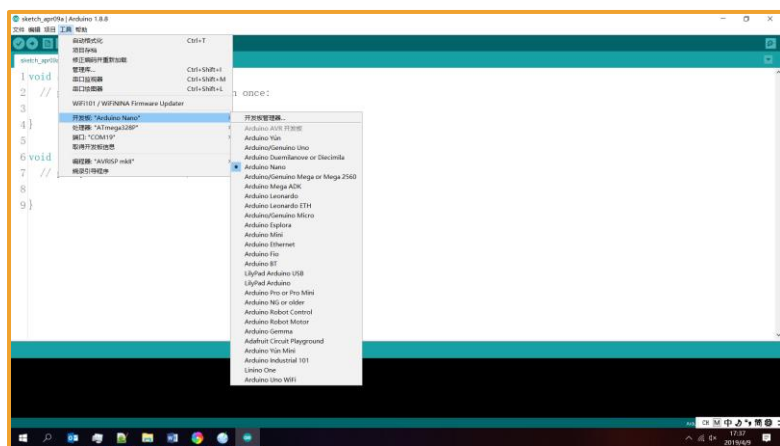 sketch_apr09a | Arduino 1.8.8
文件 编辑 项目 工具 帮助
自动格式化 Ctrl+T
项目存档
修正编码并重新加载
管理库... Ctrl+Shift+I
串口监视器 Ctrl+Shift+M
串口绘图器 Ctrl+Shift+L
WiFi101 / WiFiNINA Firmware Updater
开发板: "Arduino Nano"
处理器: "ATmega328P"
端口: "COM19"
取得开发板信息
编程器: "AVRISP mkII"
烧录引导程序
开发板管理器...
Arduino AVR 开发板
Arduino Yún
Arduino/Genuino Uno
Arduino Duemilanove or Diecimila
Arduino Nano
Arduino/Genuino Mega or Mega 2560
Arduino Mega ADK
Arduino Leonardo
Arduino Leonardo ETH
Arduino/Genuino Micro
Arduino Esplora
Arduino Mini
Arduino Ethernet
Arduino Fio
Arduino BT
LilyPad Arduino USB
LilyPad Arduino
Arduino Pro or Pro Mini
Arduino NG or older
Arduino Robot Control
Arduino Robot Motor
Arduino Gemma
Adafruit Circuit Playground
Arduino Yún Mini
Arduino Industrial 101
Linino One
Arduino Uno WiFi
1 void
2 // n once:
3
4 }
5
6 void
7 //
8
9 }
CH M 中 簡
17:37
2019/4/9